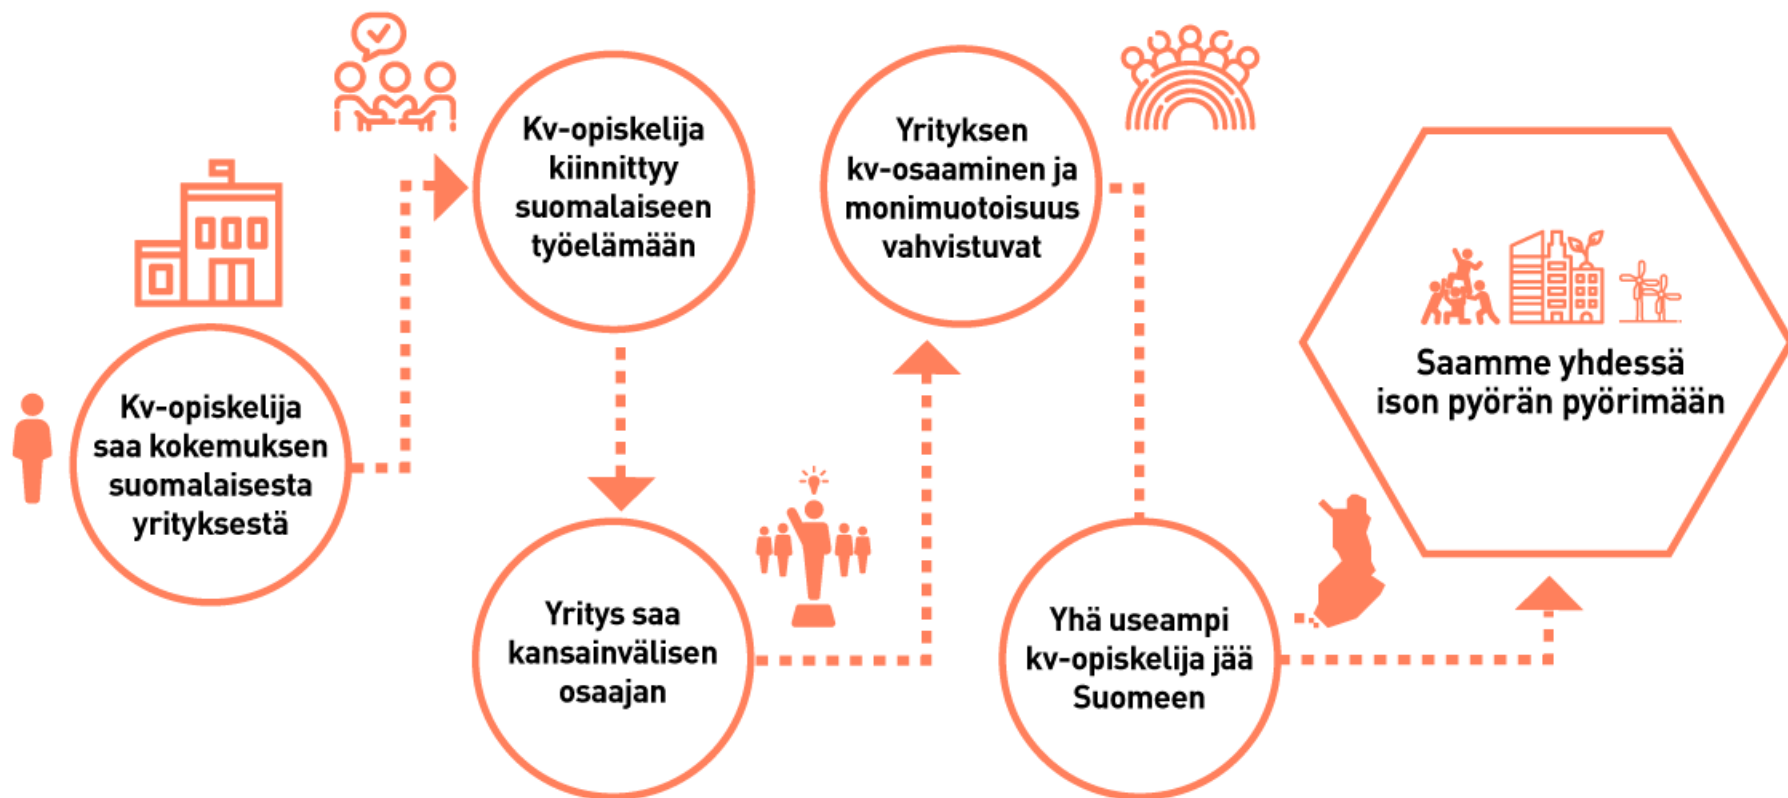 Kv-opiskelija
saa kokemuksen
suomalaisesta
yrityksestä
Kv-opiskelija
kiinnittyy
suomalaiseen
työelämään
Yritys saa
kansainvälisen
osaajan
Yrityksen
kv-osaaminen ja
monimuotoisuus
vahvistuvat
Yhä useampi
kv-opiskelija jää
Suomeen
Saamme yhdessä
ison pyörän pyörimään